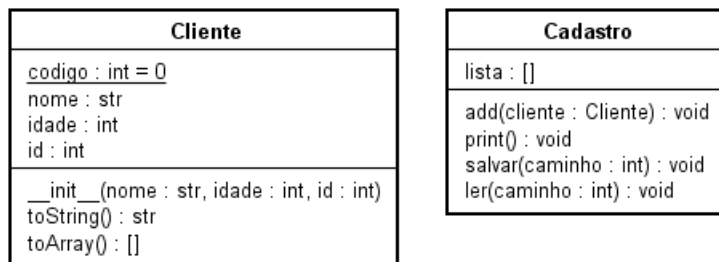 Cliente
codigo : int = 0
nome : str
idade : int
id : int
__init__(nome : str, idade : int, id : int)
toString() : str
toArray() : []
Cadastro
lista : []
add(cliente : Cliente) : void
print() : void
salvar(caminho : int) : void
ler(caminho : int) : void